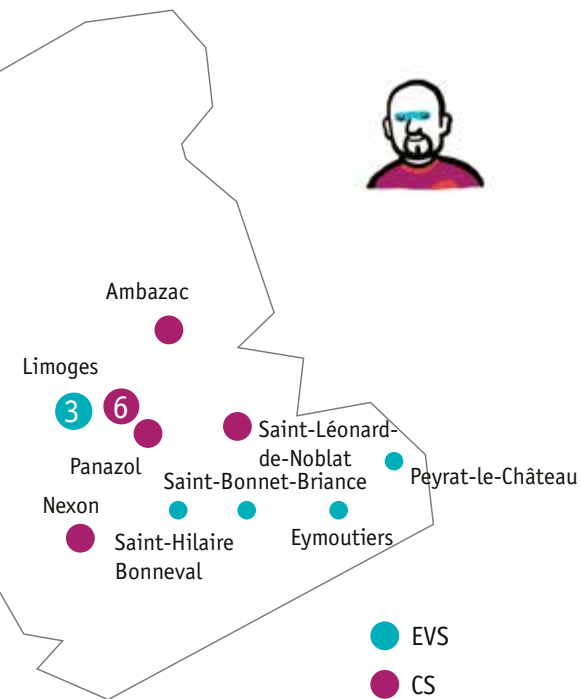 Ambazac
Limoges
3
6
Saint-Léonard-
de-Noblat
Panazol
Peyrat-le-Château
Saint-Bonnet-Briance
Nexon
Saint-Hilaire
Bonneval
Eymoutiers
EVS
CS